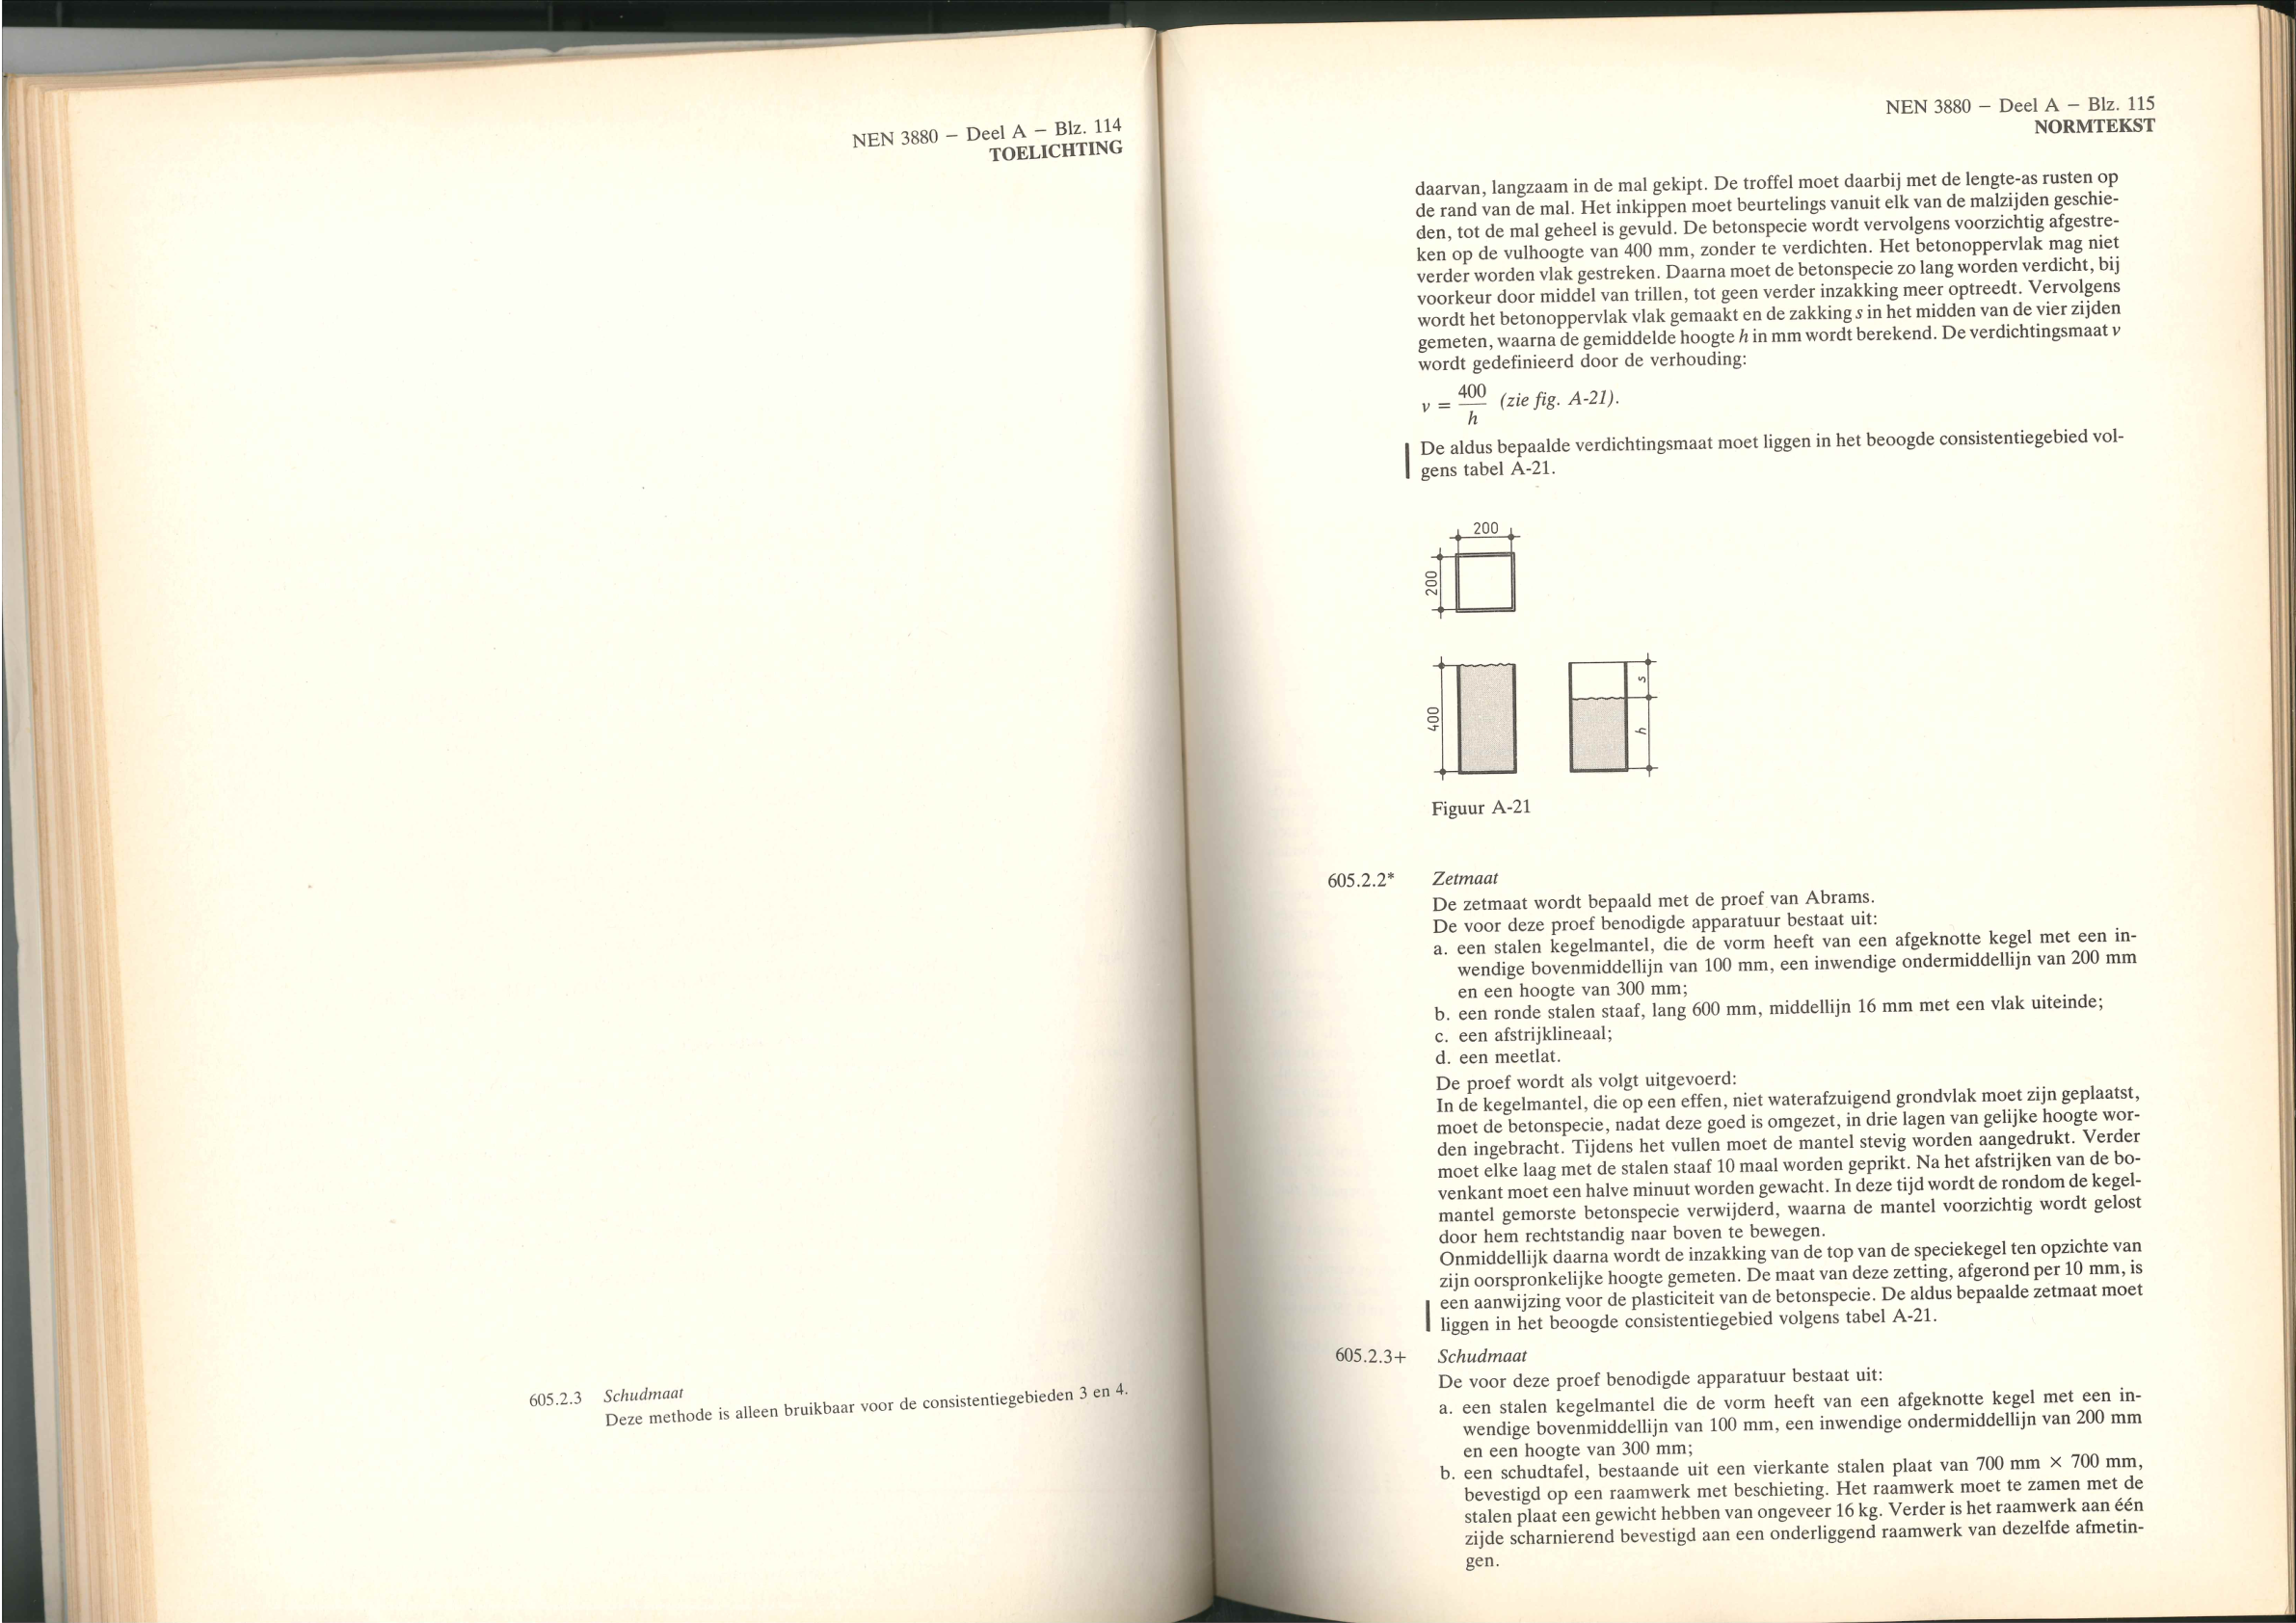 NEN 3880 – Deel A – Blz. 114
TOELICHTING
605.2.3 Schudmaat
Deze methode is alleen bruikbaar voor de consistentiegebieden 3 en 4.
NEN 3880 – Deel A – Blz. 115
NORMTEKST
daarvan, langzaam in de mal gekipt. De troffel moet daarbij met de lengte-as rusten op
de rand van de mal. Het inkippen moet beurtelings vanuit elk van de malzijden geschie-
den, tot de mal geheel is gevuld. De betonspecie wordt vervolgens voorzichtig afgestre-
ken op de vulhoogte van 400 mm, zonder te verdichten. Het betonoppervlak mag niet
verder worden vlak gestreken. Daarna moet de betonspecie zo lang worden verdicht, bij
voorkeur door middel van trillen, tot geen verder inzakking meer optreedt. Vervolgens
wordt het betonoppervlak vlak gemaakt en de zakking s in het midden van de vier zijden
gemeten, waarna de gemiddelde hoogte h in mm wordt berekend. De verdichtingsmaat v
wordt gedefinieerd door de verhouding:
v = 400/h (zie fig. A-21).
De aldus bepaalde verdichtingsmaat moet liggen in het beoogde consistentiegebied vol-
gens tabel A-21.
200
200
400
s
h
Figuur A-21
605.2.2* Zetmaat
De zetmaat wordt bepaald met de proef van Abrams.
De voor deze proef benodigde apparatuur bestaat uit:
a. een stalen kegelmantel, die de vorm heeft van een afgeknotte kegel met een in-
wendige bovenmiddellijn van 100 mm, een inwendige ondermiddellijn van 200 mm
en een hoogte van 300 mm;
b. een ronde stalen staaf, lang 600 mm, middellijn 16 mm met een vlak uiteinde;
c. een afstrijklineaal;
d. een meetlat.
De proef wordt als volgt uitgevoerd:
In de kegelmantel, die op een effen, niet waterafzuigend grondvlak moet zijn geplaatst,
moet de betonspecie, nadat deze goed is omgezet, in drie lagen van gelijke hoogte wor-
den ingebracht. Tijdens het vullen moet de mantel stevig worden aangedrukt. Verder
moet elke laag met de stalen staaf 10 maal worden geprikt. Na het afstrijken van de bo-
venkant moet een halve minuut worden gewacht. In deze tijd wordt de rondom de kegel-
mantel gemorste betonspecie verwijderd, waarna de mantel voorzichtig wordt gelost
door hem rechtstandig naar boven te bewegen.
Onmiddellijk daarna wordt de inzakking van de top van de speciekegel ten opzichte van
zijn oorspronkelijke hoogte gemeten. De maat van deze zetting, afgerond per 10 mm, is
een aanwijzing voor de plasticiteit van de betonspecie. De aldus bepaalde zetmaat moet
liggen in het beoogde consistentiegebied volgens tabel A-21.
605.2.3+ Schudmaat
De voor deze proef benodigde apparatuur bestaat uit:
a. een stalen kegelmantel die de vorm heeft van een afgeknotte kegel met een in-
wendige bovenmiddellijn van 100 mm, een inwendige ondermiddellijn van 200 mm
en een hoogte van 300 mm;
b. een schudtafel, bestaande uit een vierkante stalen plaat van 700 mm × 700 mm,
bevestigd op een raamwerk met beschieting. Het raamwerk moet te zamen met de
stalen plaat een gewicht hebben van ongeveer 16 kg. Verder is het raamwerk aan één
zijde scharnierend bevestigd aan een onderliggend raamwerk van dezelfde afmetin-
gen.